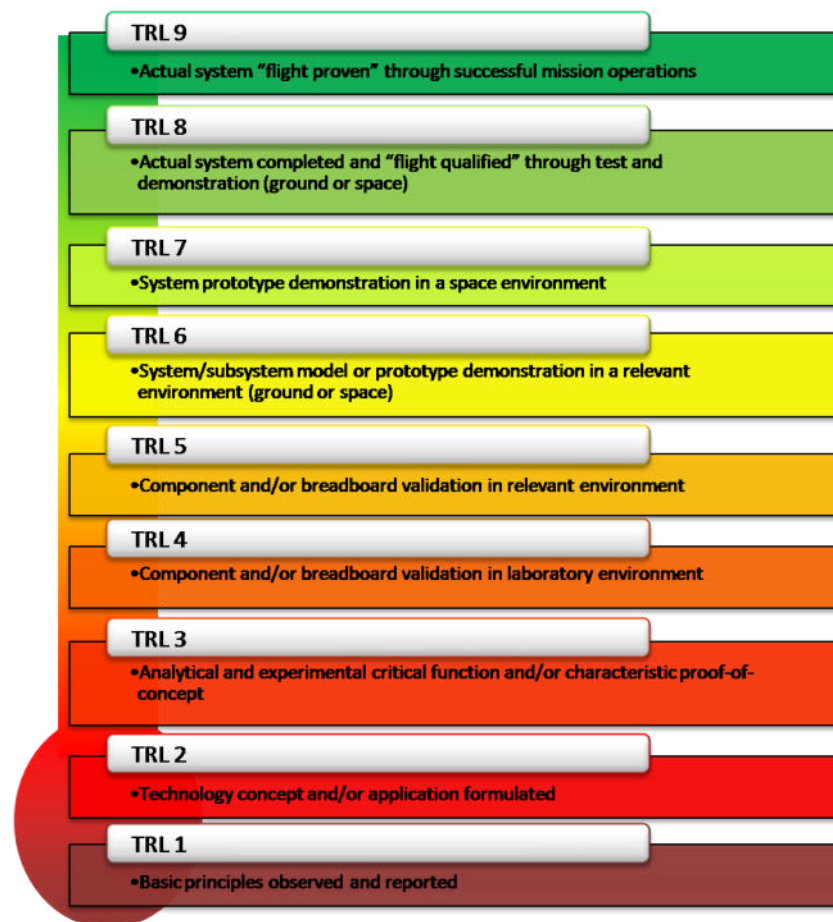 TRL 9
•Actual system “flight proven” through successful mission operations
TRL 8
•Actual system completed and “flight qualified” through test and
demonstration (ground or space)
TRL 7
•System prototype demonstration in a space environment
TRL 6
•System/subsystem model or prototype demonstration in a relevant
environment (ground or space)
TRL 5
•Component and/or breadboard validation in relevant environment
TRL 4
•Component and/or breadboard validation in laboratory environment
TRL 3
•Analytical and experimental critical function and/or characteristic proof-of-
concept
TRL 2
•Technology concept and/or application formulated
TRL 1
•Basic principles observed and reported